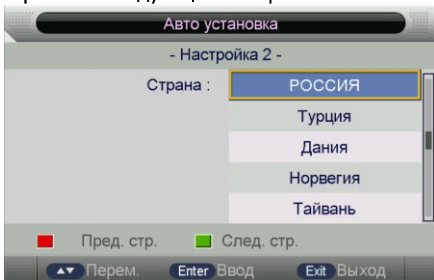 Авто установка
- Настройка 2 -
Страна : РОССИЯ
Турция
Дания
Норвегия
Тайвань
Пред. стр. След. стр.
Перем. Enter Ввод Exit Выход